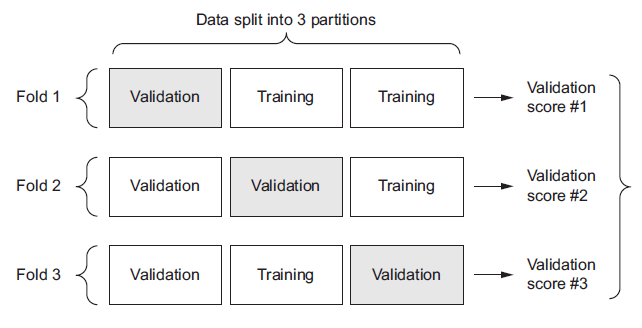 Data split into 3 partitions
Fold 1
Validation
Training
Training
Validation
score #1
Fold 2
Validation
Validation
Training
Validation
score #2
Fold 3
Validation
Training
Validation
Validation
score #3